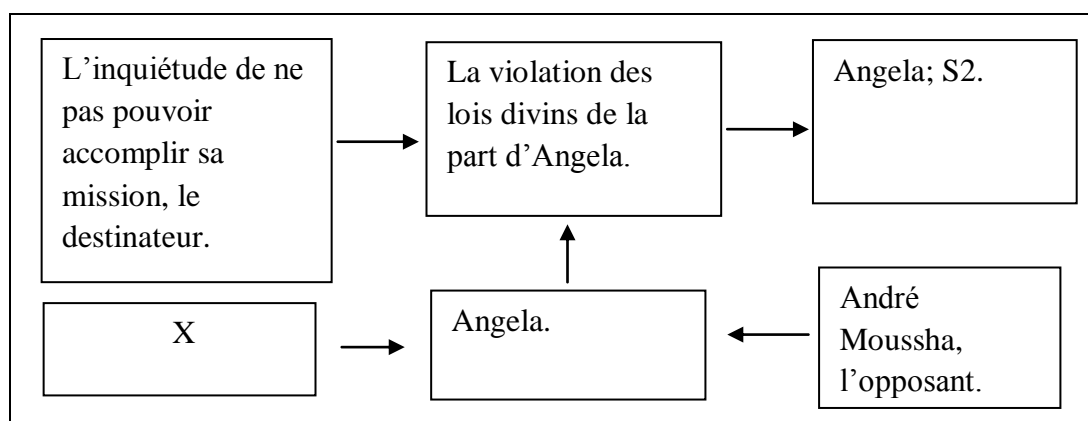 L’inquiétude de ne
pas pouvoir
accomplir sa
mission, le
destinateur.
La violation des
lois divins de la
part d’Angela.
Angela; S2.
X
Angela.
André
Moussha,
l’opposant.